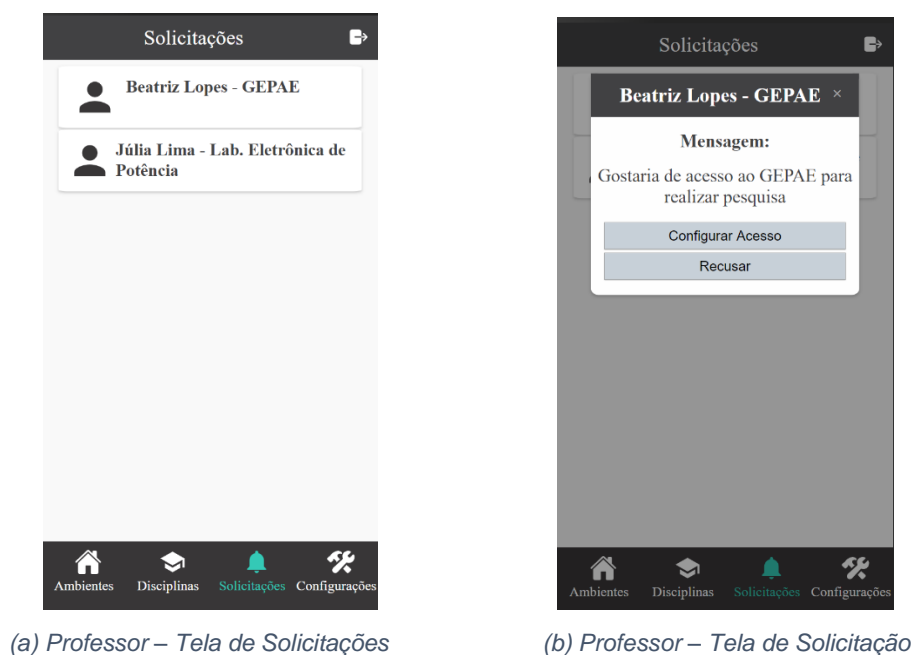 Solicitações
Beatriz Lopes - GEPAE
Júlia Lima - Lab. Eletrônica de
Potência
Ambientes Disciplinas Solicitações Configurações
(a) Professor – Tela de Solicitações
Solicitações
Beatriz Lopes - GEPAE ×
Mensagem:
Gostaria de acesso ao GEPAE para
realizar pesquisa
Configurar Acesso
Recusar
Ambientes Disciplinas Solicitações Configurações
(b) Professor – Tela de Solicitação